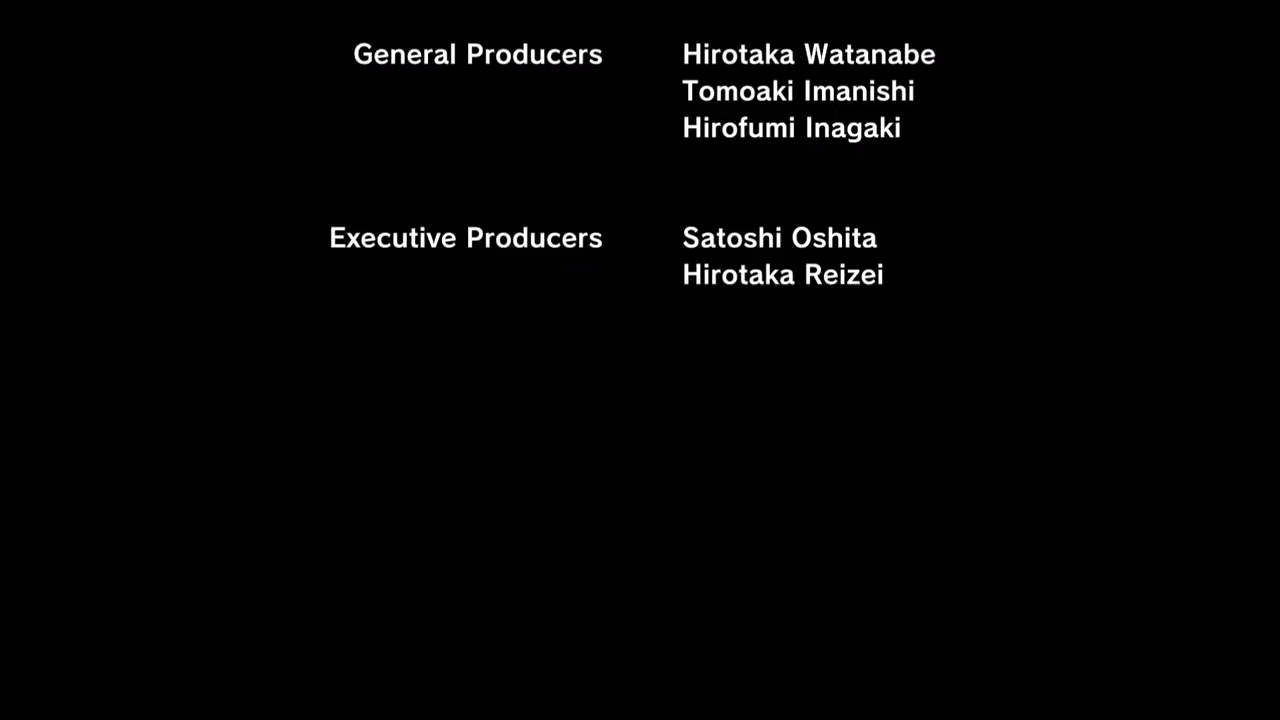 General Producers Hirotaka Watanabe
Tomoaki Imanishi
Hirofumi Inagaki
Executive Producers Satoshi Oshita
Hirotaka Reizei